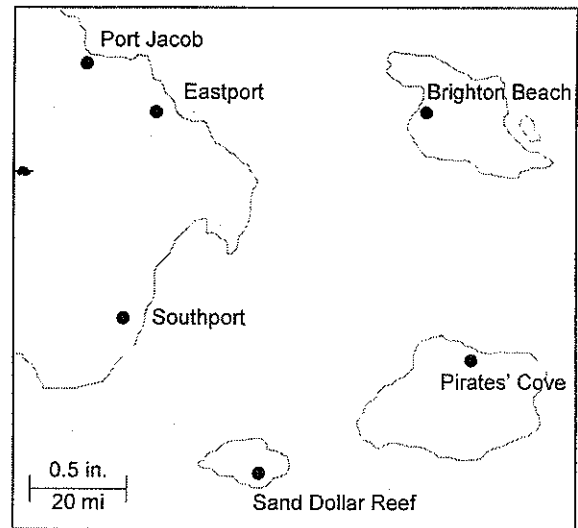 Port Jacob
Eastport
Brighton Beach
Southport
Pirates' Cove
0.5 in.
20 mi
Sand Dollar Reef